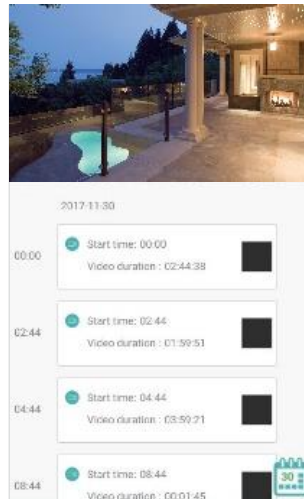 2017-11-30
00:00
Start time: 00:00
Video duration : 02:44:38
02:44
Start time: 02:44
Video duration : 01:59:51
04:44
Start time: 04:44
Video duration : 03:59:21
08:44
Start time: 08:44
Video duration : 00:01:45
30